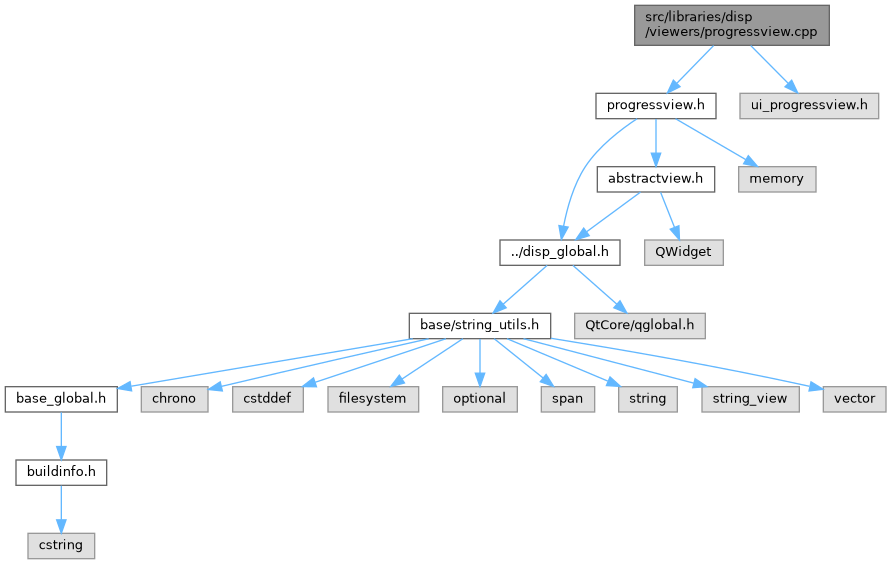 src/libraries/disp
/viewers/progressview.cpp
progressview.h
ui_progressview.h
abstractview.h
memory
../disp_global.h
QWidget
base/string_utils.h
QtCore/qglobal.h
base_global.h
chrono
cstddef
filesystem
optional
span
string
string_view
vector
buildinfo.h
cstring